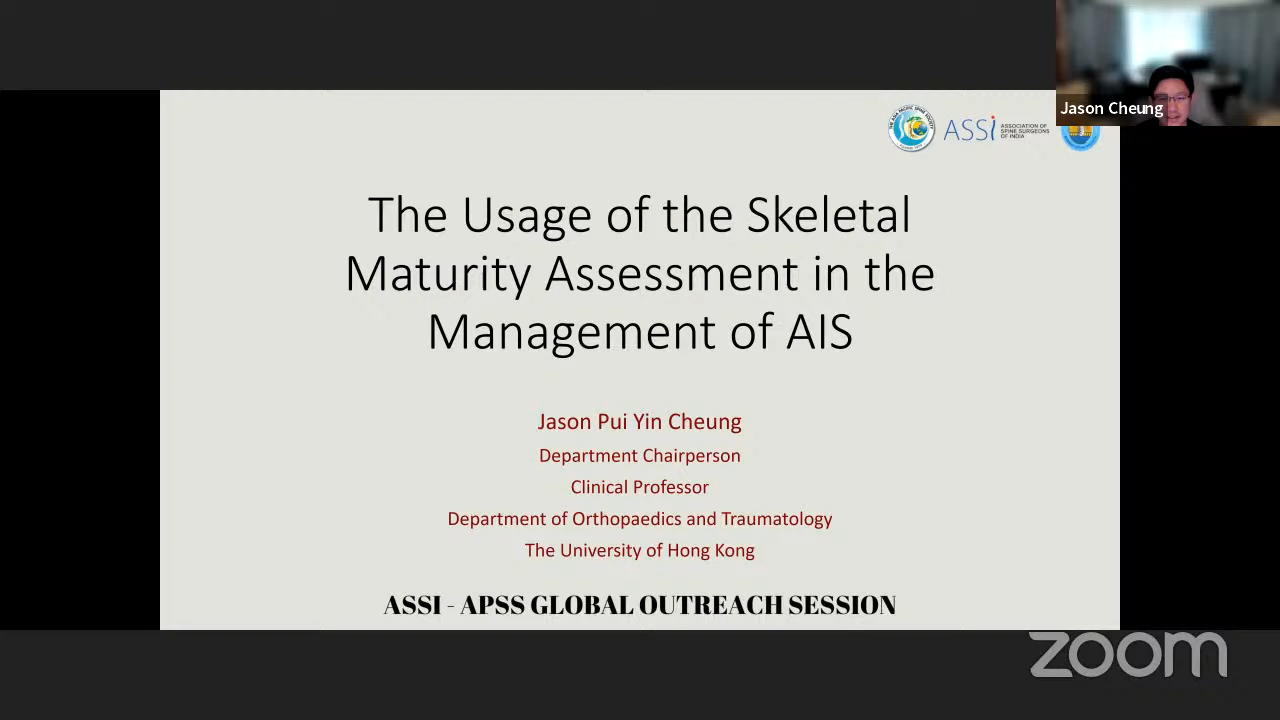 Jason Cheung
ASSi ASSOCIATION OF
SPINE SURGEONS
OF INDIA
The Usage of the Skeletal
Maturity Assessment in the
Management of AIS
Jason Pui Yin Cheung
Department Chairperson
Clinical Professor
Department of Orthopaedics and Traumatology
The University of Hong Kong
ASSI - APSS GLOBAL OUTREACH SESSION
zoom